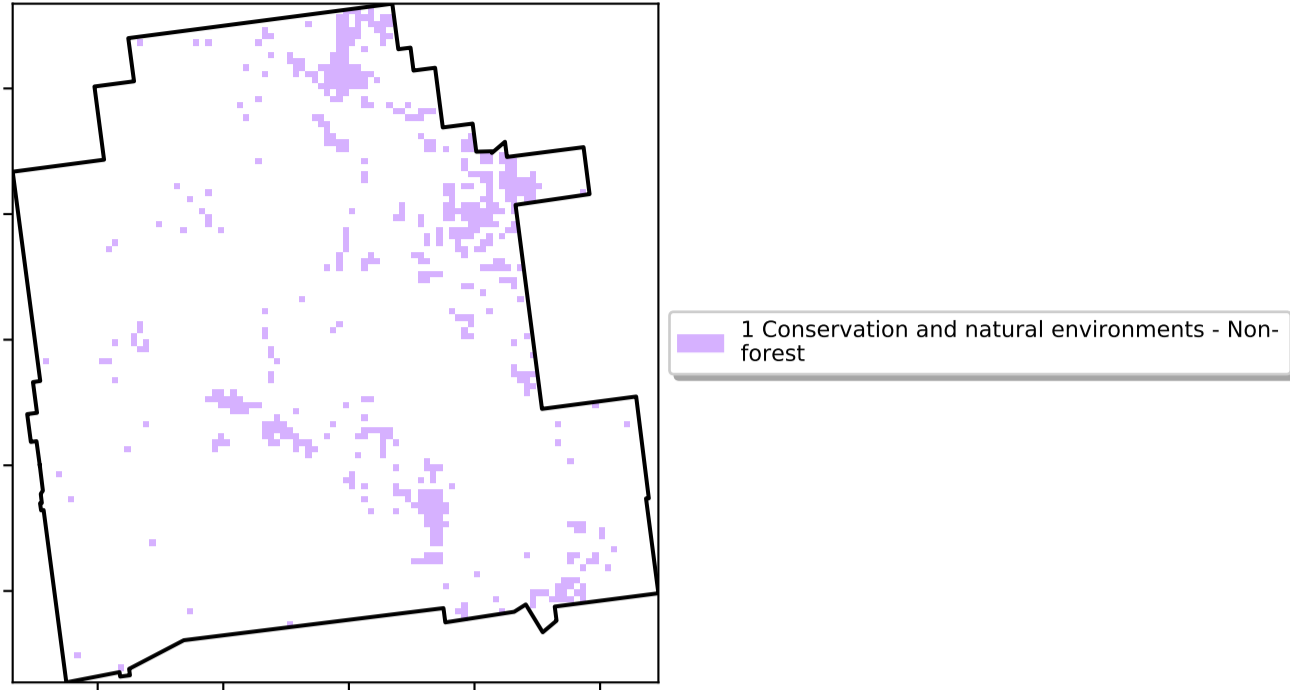 1 Conservation and natural environments - Non-
forest